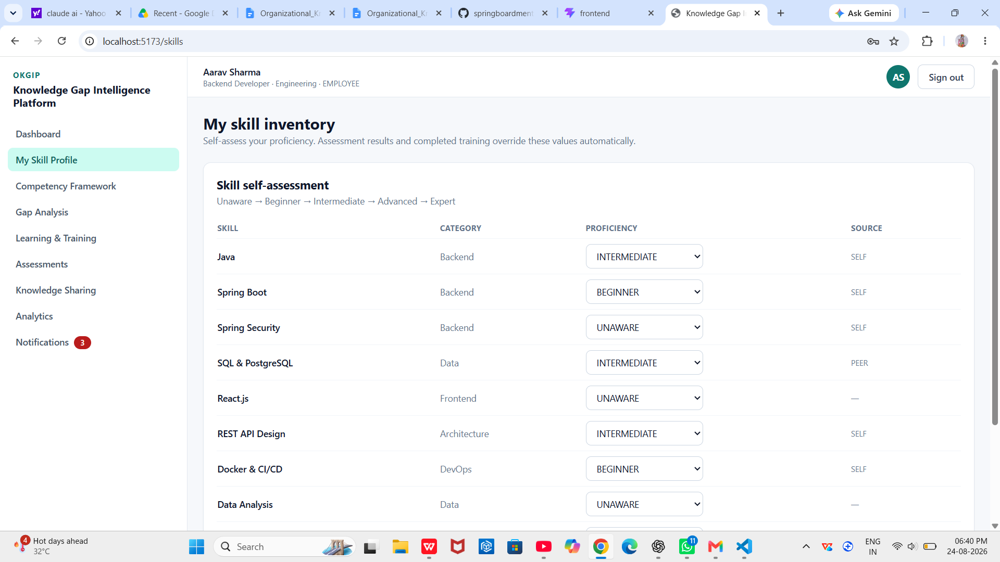 claude ai - Yahoo
Recent - Google
Organizational_K
Organizational_K
springboardment
frontend
Knowledge Gap
Ask Gemini
localhost:5173/skills
OKGIP
Knowledge Gap Intelligence
Platform
Dashboard
My Skill Profile
Competency Framework
Gap Analysis
Learning & Training
Assessments
Knowledge Sharing
Analytics
Notifications 3
Aarav Sharma
Backend Developer · Engineering · EMPLOYEE
AS
Sign out
My skill inventory
Self-assess your proficiency. Assessment results and completed training override these values automatically.
Skill self-assessment
Unaware → Beginner → Intermediate → Advanced → Expert
SKILL CATEGORY PROFICIENCY SOURCE
Java Backend INTERMEDIATE SELF
Spring Boot Backend BEGINNER SELF
Spring Security Backend UNAWARE SELF
SQL & PostgreSQL Data INTERMEDIATE PEER
React.js Frontend UNAWARE —
REST API Design Architecture INTERMEDIATE SELF
Docker & CI/CD DevOps BEGINNER SELF
Data Analysis Data UNAWARE —
4
Hot days ahead
32°C
Search
11
ENG
IN
06:40 PM
24-08-2026